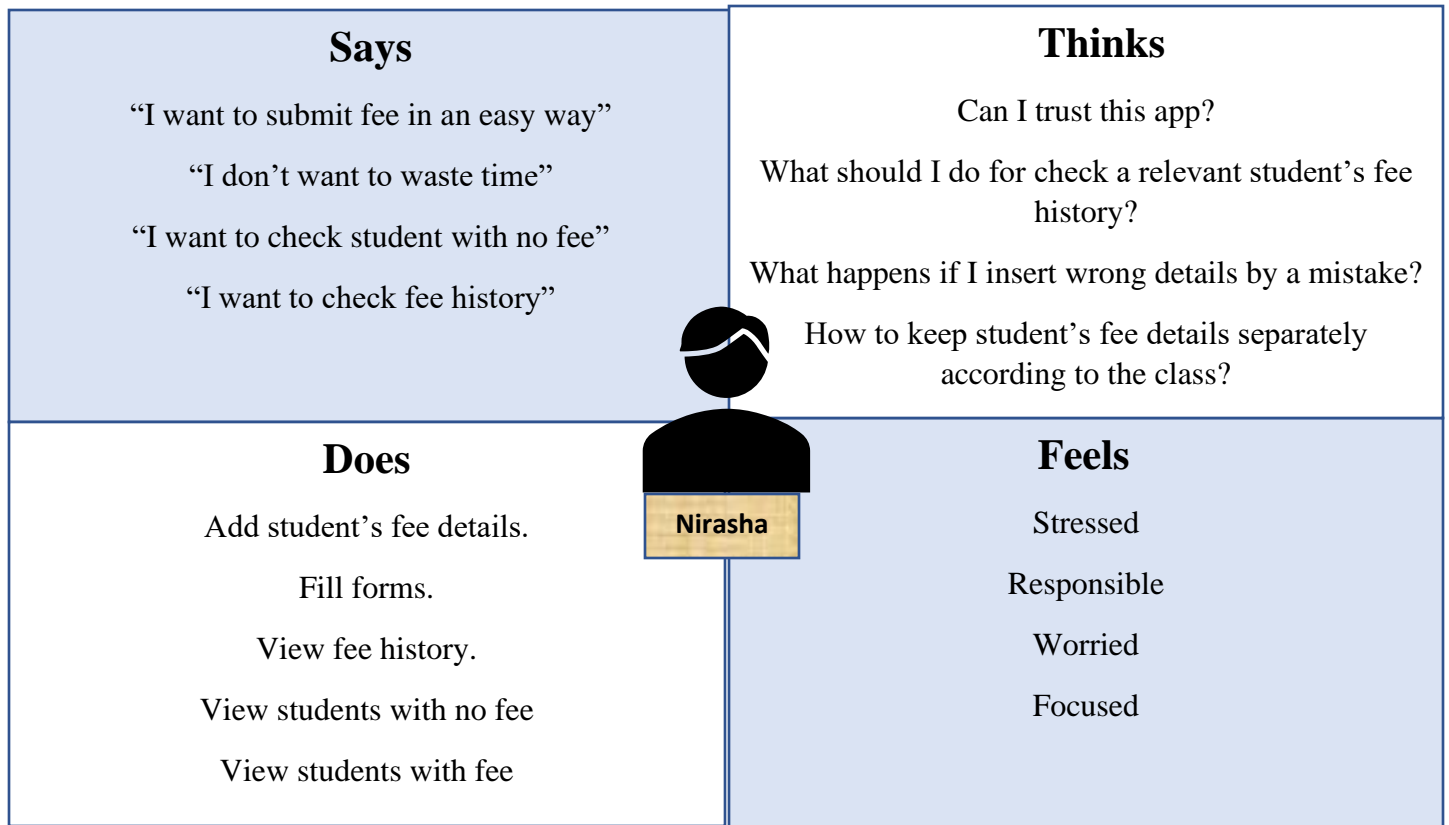 Says
“I want to submit fee in an easy way”
“I don’t want to waste time”
“I want to check student with no fee”
“I want to check fee history”
Thinks
Can I trust this app?
What should I do for check a relevant student’s fee
history?
What happens if I insert wrong details by a mistake?
How to keep student’s fee details separately
according to the class?
Nirasha
Does
Add student’s fee details.
Fill forms.
View fee history.
View students with no fee
View students with fee
Feels
Stressed
Responsible
Worried
Focused